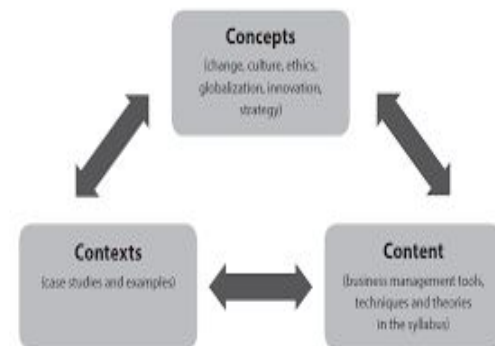 Concepts
(change, culture, ethics,
globalization, innovation,
strategy)
Contexts
(case studies and examples)
Content
(business management tools,
techniques and theories
in the syllabus)